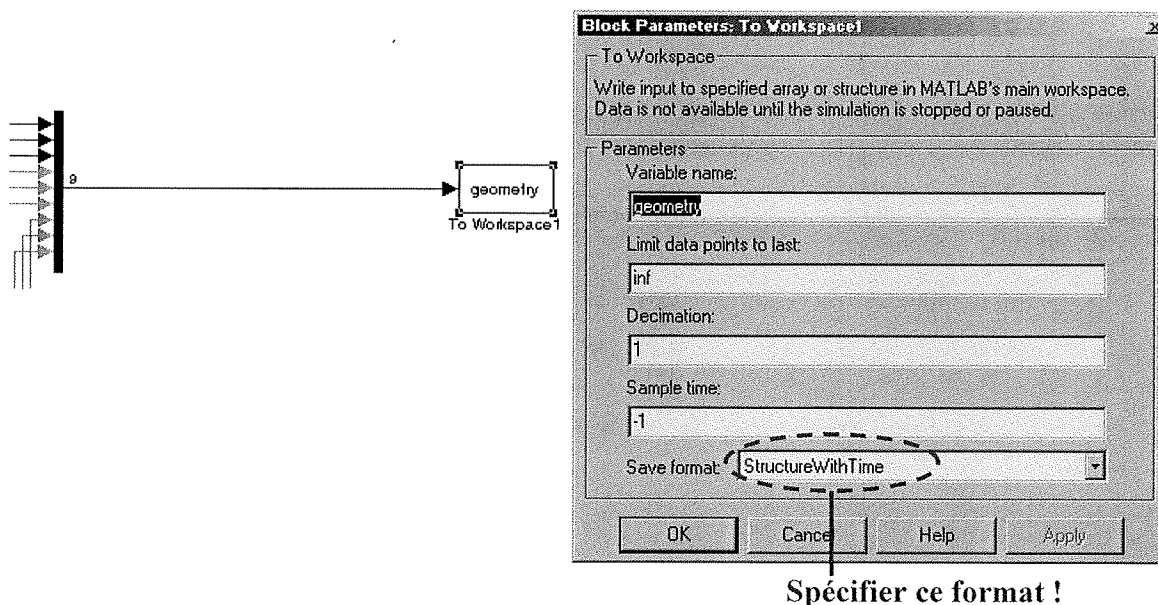 9
geometry
To Workspace1
Block Parameters: To Workspace1
To Workspace
Write input to specified array or structure in MATLAB's main workspace.
Data is not available until the simulation is stopped or paused.
Parameters
Variable name:
geometry
Limit data points to last:
inf
Decimation:
1
Sample time:
-1
Save format: StructureWithTime
OK Cancel Help Apply
Spécifier ce format !